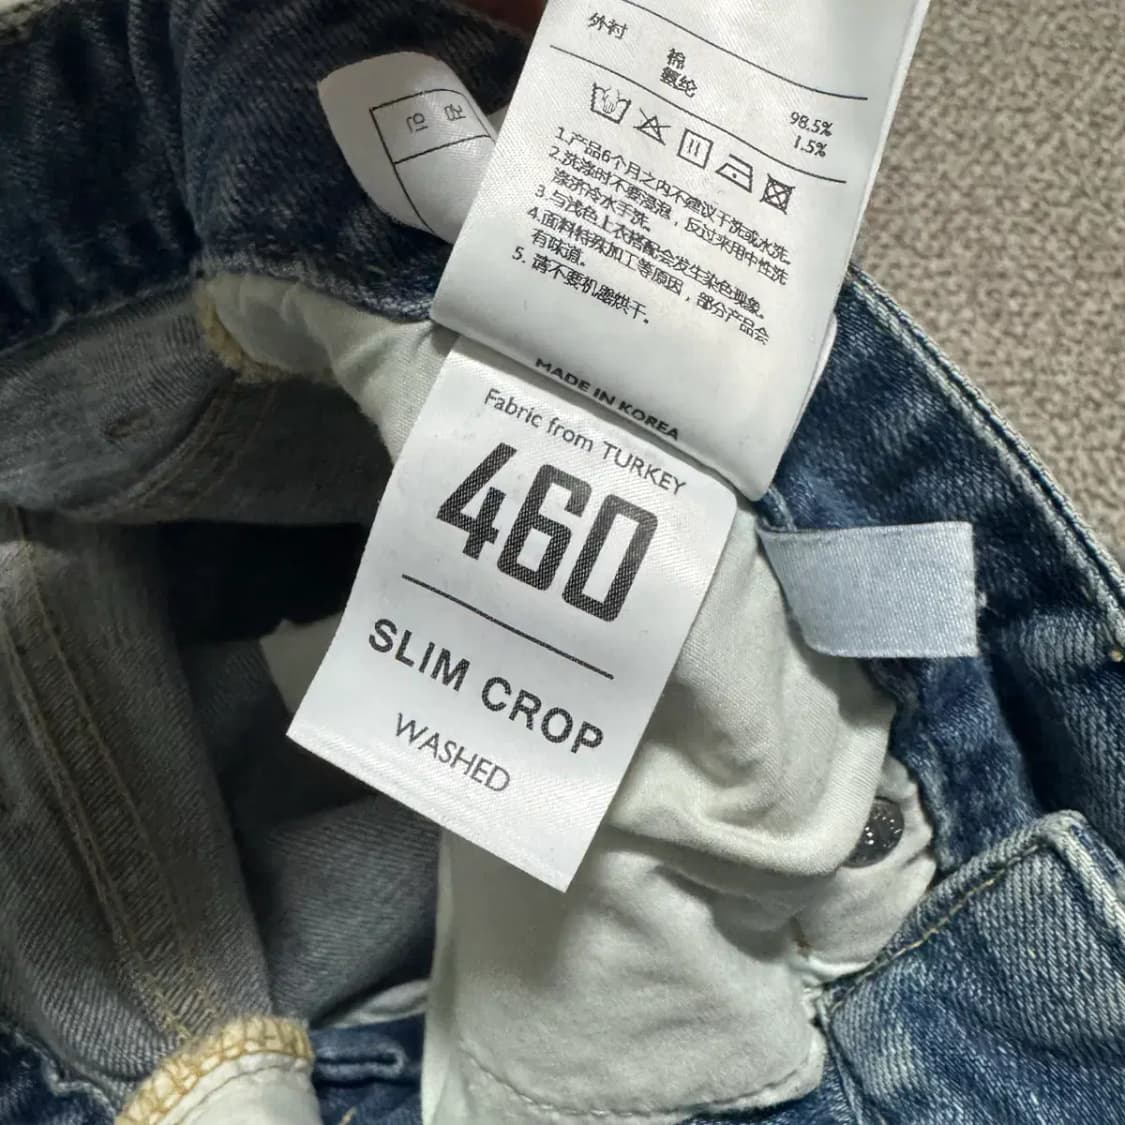 외 침
外衬
棉
98.5%
氨纶
1.5%
1.产品6个月之内不建议干洗或水洗.
2.洗涤时不要浸泡，反过来用中性洗
涤济冷水手洗.
3.与浅色上衣搭配会发生染色现象.
4.面料特殊加工等原因，部分产品会
有味道.
5. 请不要机器烘干.
MADE IN KOREA
Fabric from TURKEY
460
SLIM CROP
WASHED